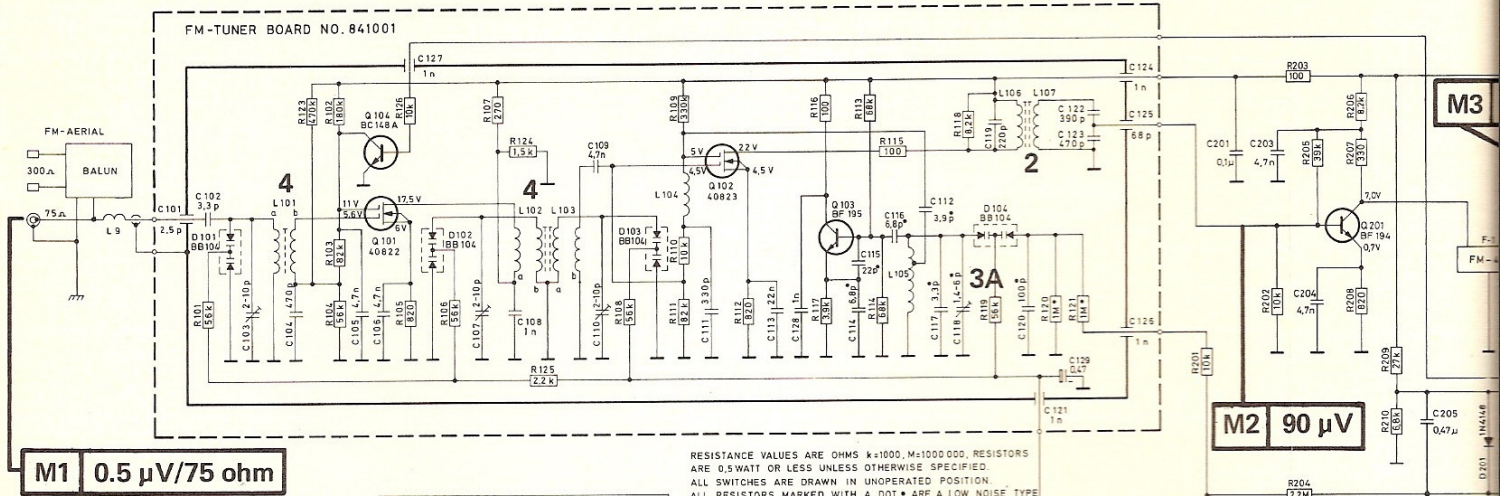 FM-TUNER BOARD NO. 841001
C127
1n
C124
1n
R203
100
M3
FM-AERIAL
300Ω
BALUN
75Ω
L9
C101
2,5p
C102
3,3p
D101
BB104
R101
56k
C103
2-10p
4
L101
a
b
C104
470p
R123
470k
R102
180k
Q104
BC148A
R126
10k
11V
5,6V
17,5V
6V
Q101
40822
R103
82k
R104
56k
C105
4,7n
C106
4,7n
R105
820
D102
BB104
R106
56k
C107
2-10p
R107
270
R124
1,5k
4
L102
L103
a
b
b
a
C108
1n
R125
2,2k
C109
4,7n
C110
2-10p
R108
56k
D103
BB104
R109
330k
5V
4,5V
22V
4,5V
Q102
40823
L104
R110
10k
R111
82k
C111
330p
R112
820
C113
22n
C128
1n
R116
100
R113
68k
R115
100
Q103
BF195
R117
3,9k
C114
6,8p
C115
22p
R114
68k
C116
6,8p
L105
C112
3,9p
R118
8,2k
C119
220p
L106
L107
2
C122
390p
C123
470p
C125
68p
D104
BB104
3A
C117
3,3p
C118
1,4-6p
R119
56k
C120
100p
R120
1M
R121
1M
C126
1n
C129
0,47
C121
1n
R201
10k
C201
0,1µ
C203
4,7n
R205
39k
R206
8,2k
R207
330
7,0V
Q201
BF194
0,7V
R202
10k
C204
4,7n
R208
820
R209
27k
R210
6,8k
C205
0,47µ
D201
1N4148
R204
2,2M
M1 0.5 µV/75 ohm
M2 90 µV
RESISTANCE VALUES ARE OHMS k=1000, M=1000 000, RESISTORS
ARE 0,5 WATT OR LESS UNLESS OTHERWISE SPECIFIED.
ALL SWITCHES ARE DRAWN IN UNOPERATED POSITION.
ALL RESISTORS MARKED WITH A DOT • ARE A LOW NOISE TYPE